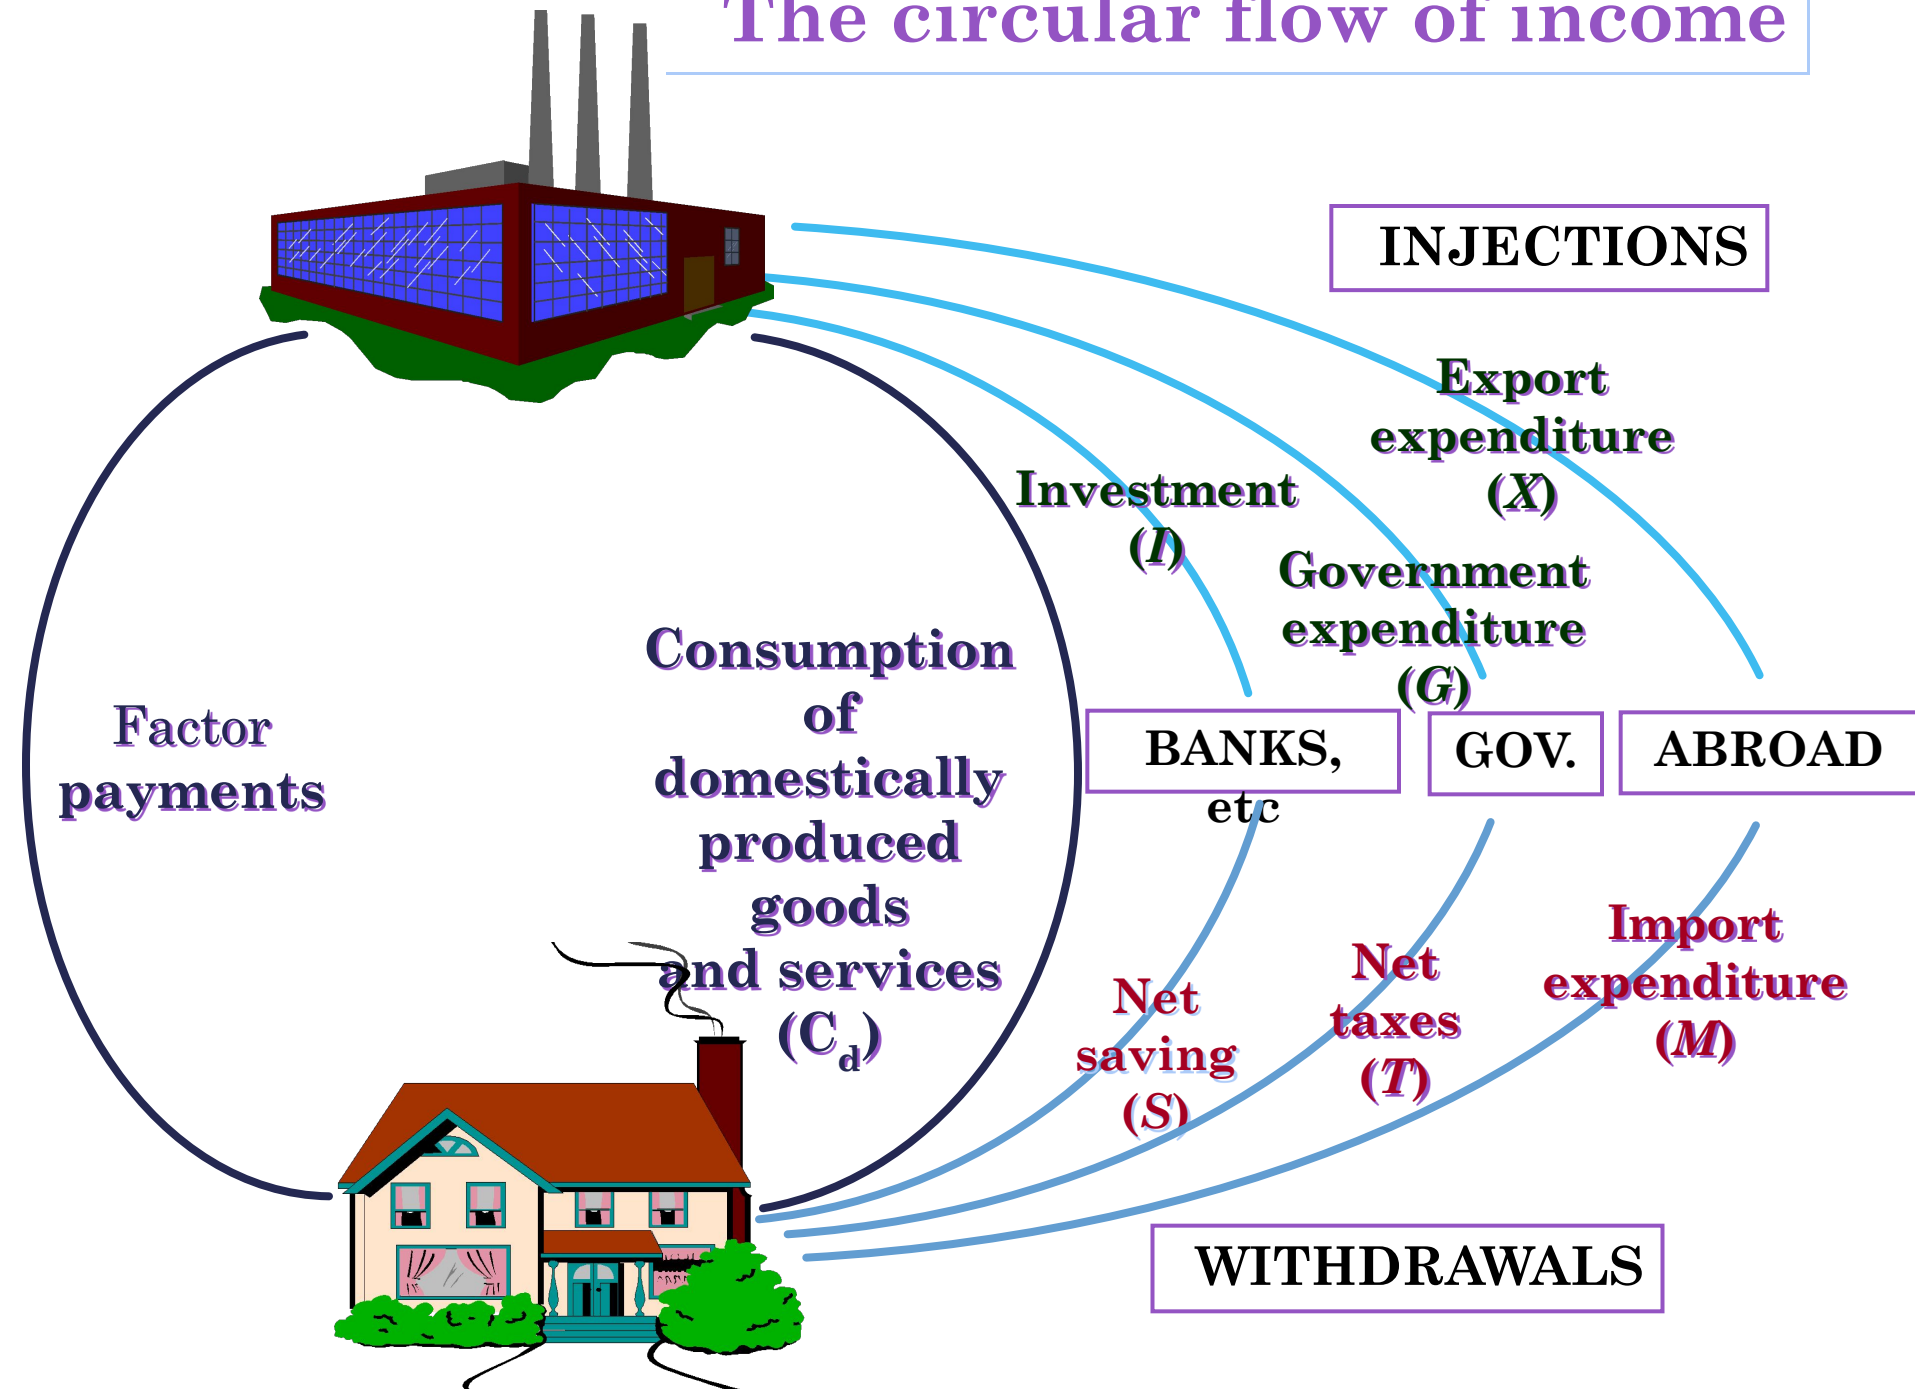 The circular flow of income
INJECTIONS
Export
expenditure
(X)
Investment
(I)
Government
expenditure
(G)
Consumption
of
domestically
produced
goods
and services
(Cd)
Factor
payments
BANKS,
etc
GOV.
ABROAD
Import
expenditure
(M)
Net
taxes
(T)
Net
saving
(S)
WITHDRAWALS